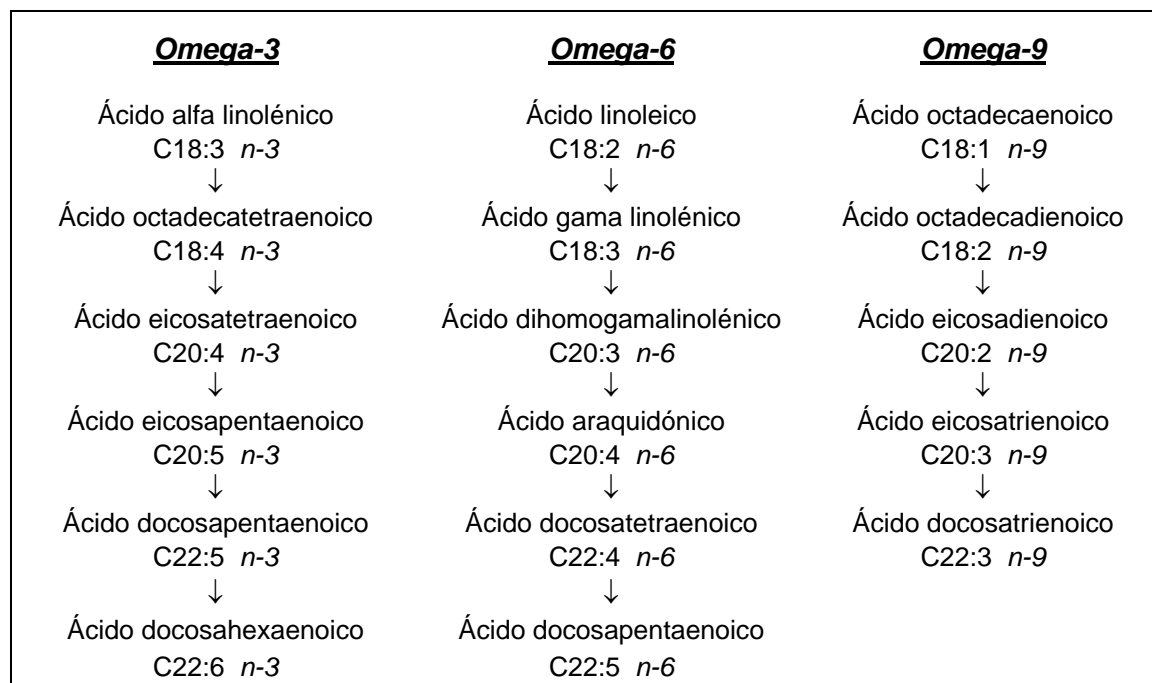 Omega-3
Ácido alfa linolénico
C18:3 n-3
↓
Ácido octadecatetraenoico
C18:4 n-3
↓
Ácido eicosatetraenoico
C20:4 n-3
↓
Ácido eicosapentaenoico
C20:5 n-3
↓
Ácido docosapentaenoico
C22:5 n-3
↓
Ácido docosahexaenoico
C22:6 n-3
Omega-6
Ácido linoleico
C18:2 n-6
↓
Ácido gama linolénico
C18:3 n-6
↓
Ácido dihomogamalinolénico
C20:3 n-6
↓
Ácido araquidónico
C20:4 n-6
↓
Ácido docosatetraenoico
C22:4 n-6
↓
Ácido docosapentaenoico
C22:5 n-6
Omega-9
Ácido octadecaenoico
C18:1 n-9
↓
Ácido octadecadienoico
C18:2 n-9
↓
Ácido eicosadienoico
C20:2 n-9
↓
Ácido eicosatrienoico
C20:3 n-9
↓
Ácido docosatrienoico
C22:3 n-9